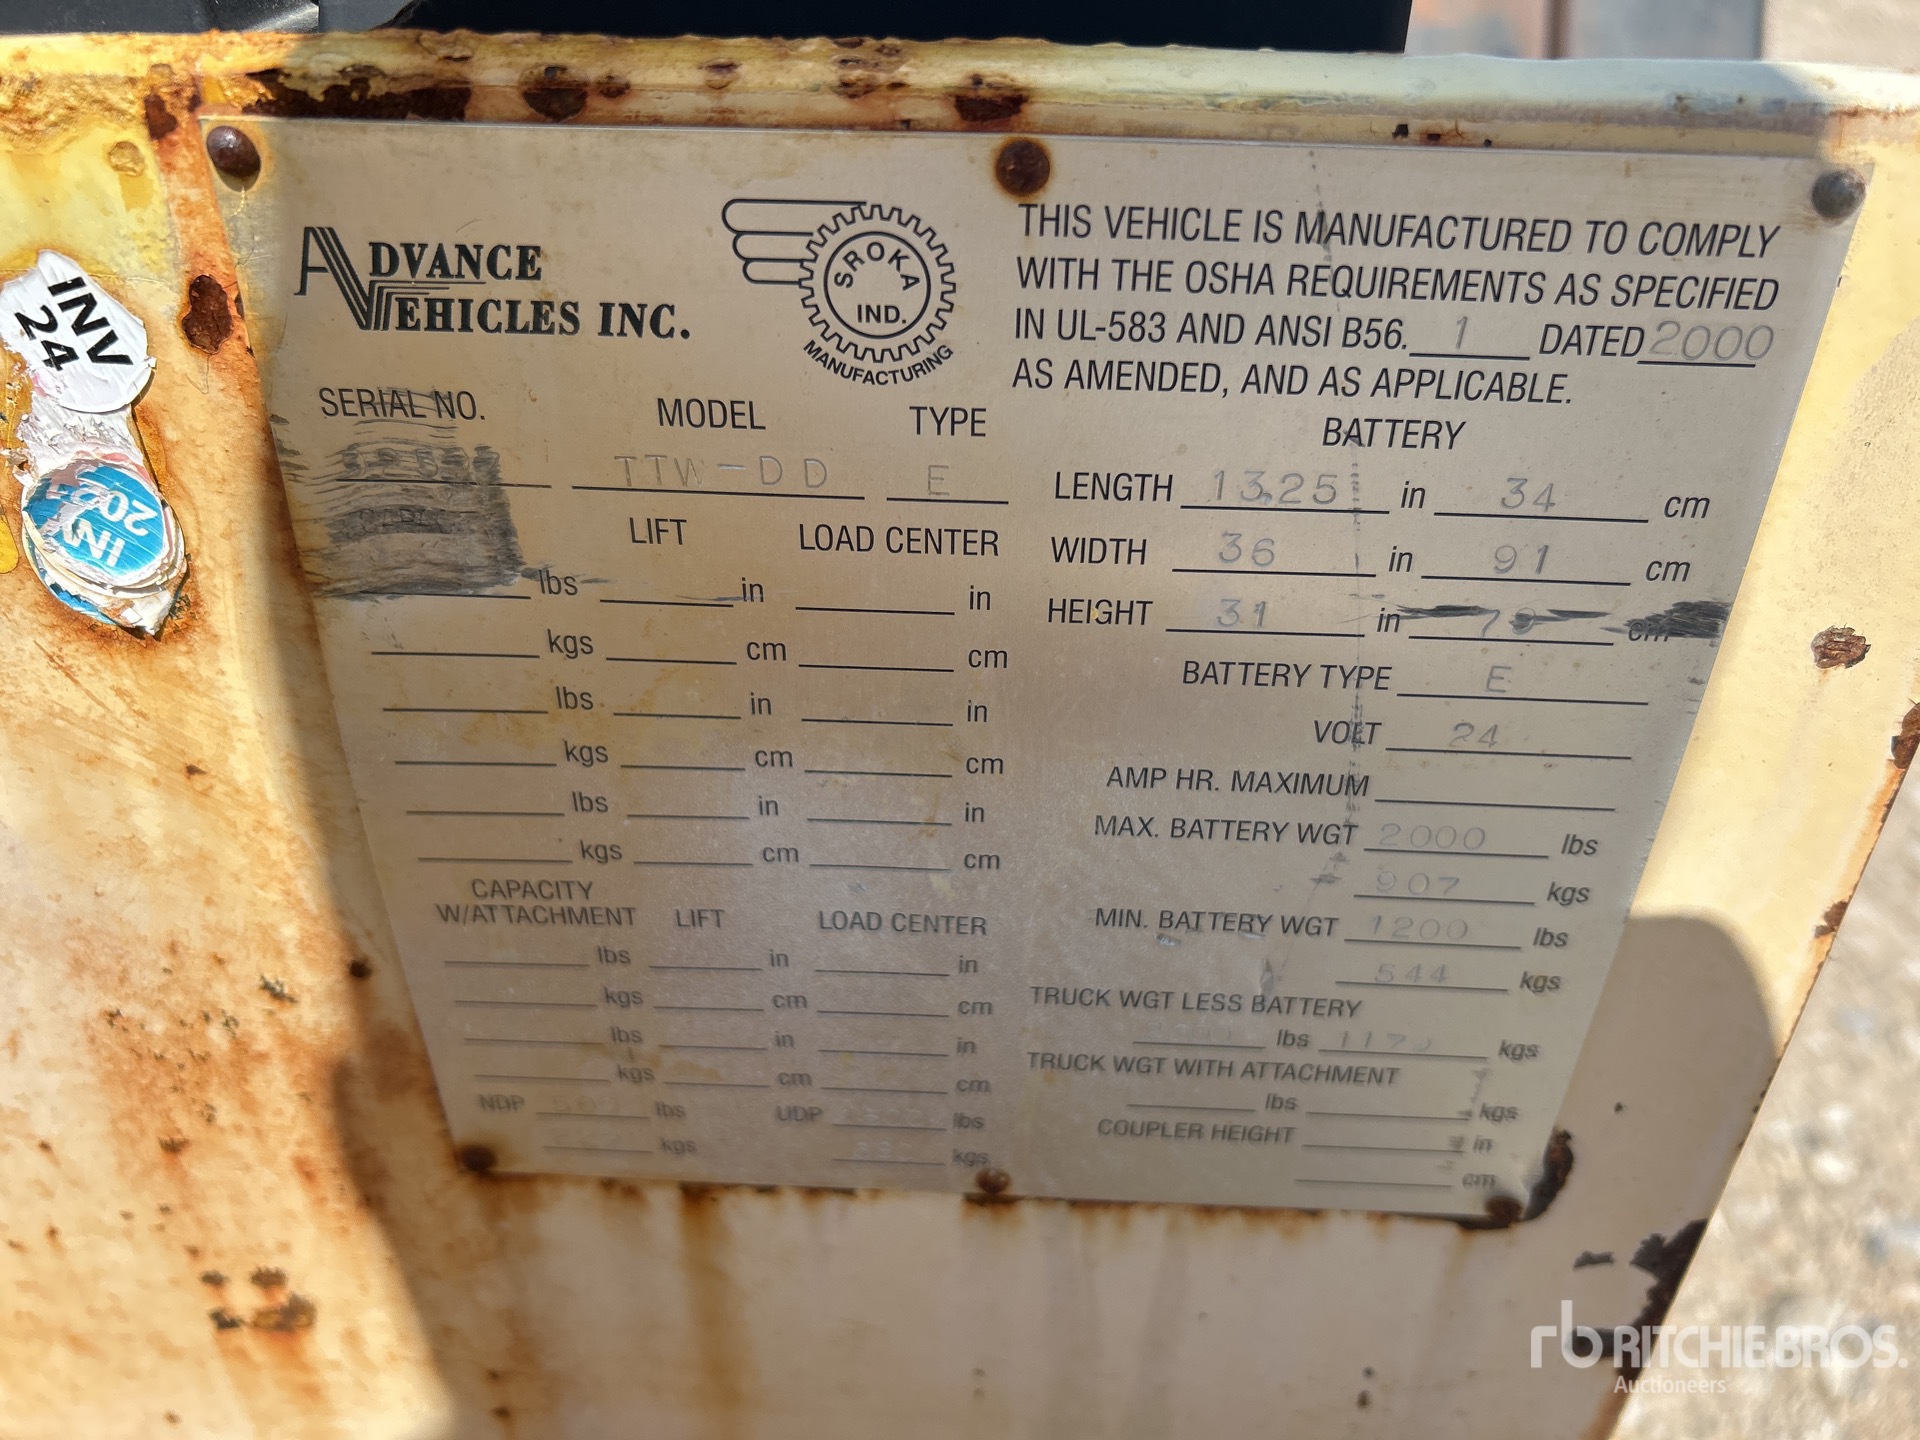 ADVANCE
VEHICLES INC.
SROKA
IND.
MANUFACTURING
THIS VEHICLE IS MANUFACTURED TO COMPLY
WITH THE OSHA REQUIREMENTS AS SPECIFIED
IN UL-583 AND ANSI B56. 1 DATED 2000
AS AMENDED, AND AS APPLICABLE.
INV
24
INV
202
SERIAL NO. MODEL TYPE
TTW-DD E
LIFT LOAD CENTER
lbs in in
kgs cm cm
lbs in in
kgs cm cm
lbs in in
kgs cm cm
CAPACITY
W/ATTACHMENT LIFT LOAD CENTER
lbs in in
kgs cm cm
lbs in in
kgs cm cm
NDP lbs UDP lbs
kgs kgs
BATTERY
LENGTH 13.25 in 34 cm
WIDTH 36 in 91 cm
HEIGHT 31 in 79 cm
BATTERY TYPE E
VOLT 24
AMP HR. MAXIMUM
MAX. BATTERY WGT 2000 lbs
907 kgs
MIN. BATTERY WGT 1200 lbs
544 kgs
TRUCK WGT LESS BATTERY
lbs kgs
TRUCK WGT WITH ATTACHMENT
lbs kgs
COUPLER HEIGHT in
cm
rb RITCHIE BROS.
Auctioneers